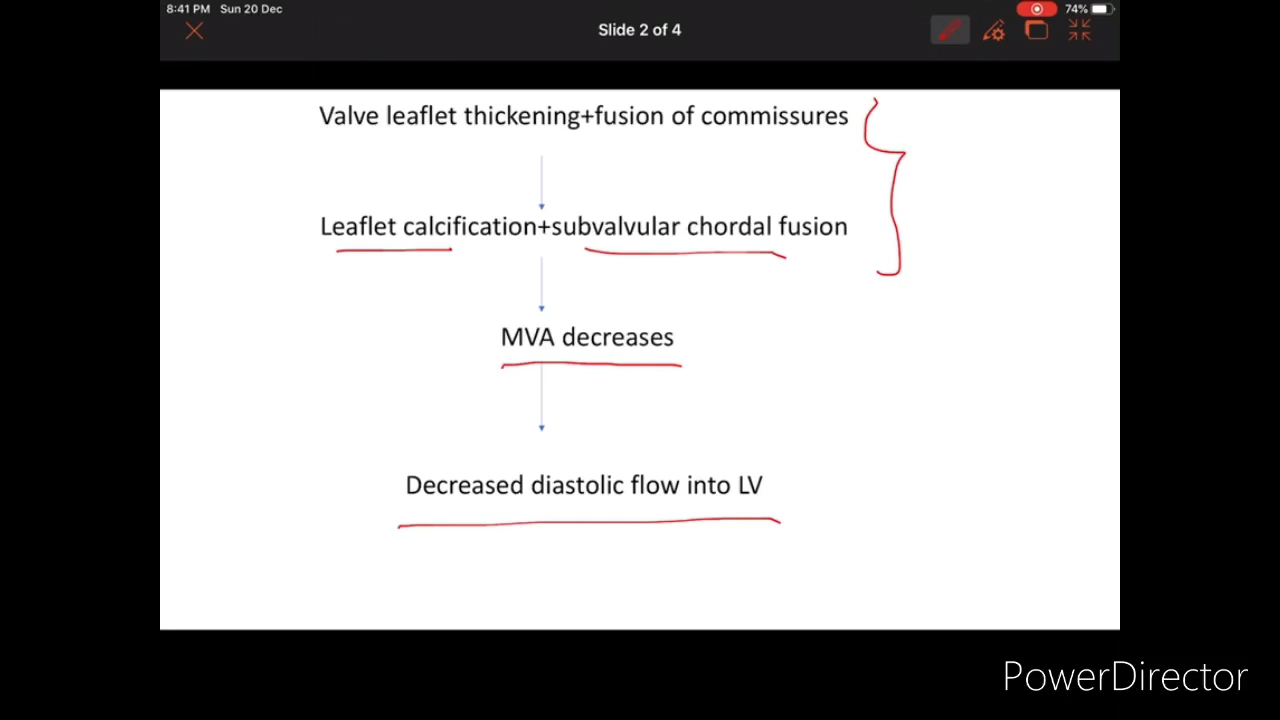 8:41 PM Sun 20 Dec
74%
Slide 2 of 4
Valve leaflet thickening+fusion of commissures
Leaflet calcification+subvalvular chordal fusion
MVA decreases
Decreased diastolic flow into LV
PowerDirector